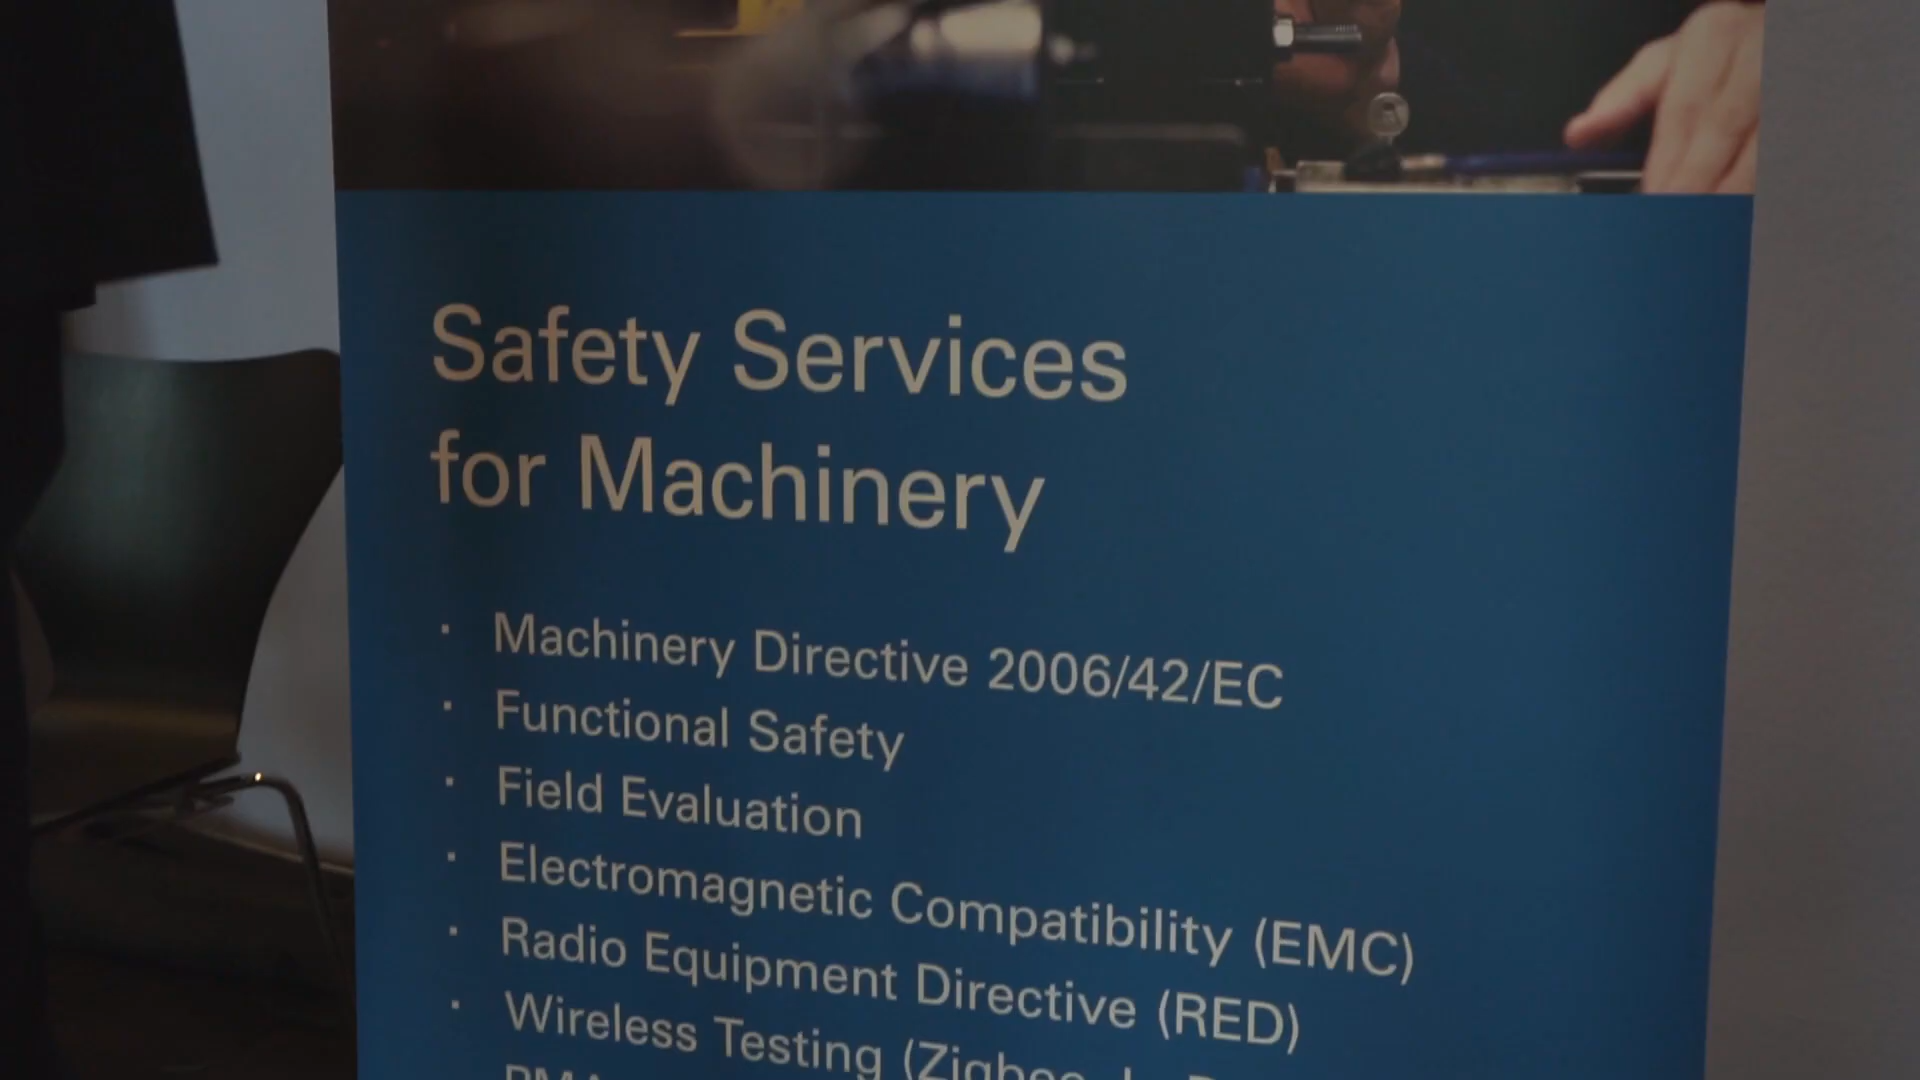 Safety Services
for Machinery
· Machinery Directive 2006/42/EC
· Functional Safety
· Field Evaluation
· Electromagnetic Compatibility (EMC)
· Radio Equipment Directive (RED)
· Wireless Testing (Zigbee